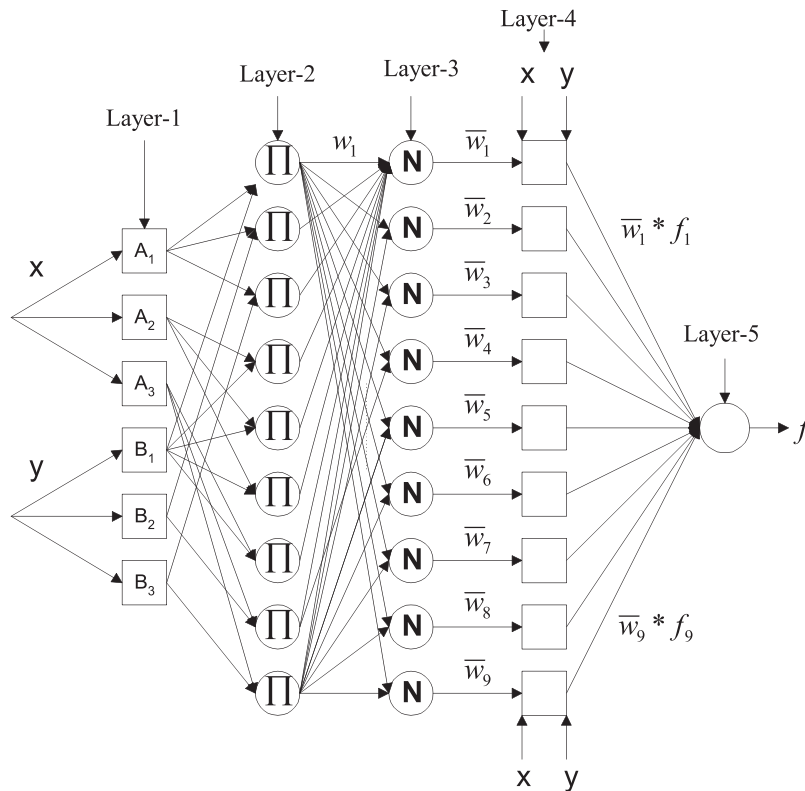 Layer-4
Layer-2
Layer-3
x y
Layer-1
w₁
w̅₁
Π
N
A₁
w̅₂
w̅₁ * f₁
Π
N
x
w̅₃
Π
N
A₂
w̅₄
Layer-5
Π
N
A₃
w̅₅
Π
N
f
B₁
y
w̅₆
Π
N
B₂
w̅₇
Π
N
B₃
w̅₈
w̅₉ * f₉
Π
N
w̅₉
Π
N
x y